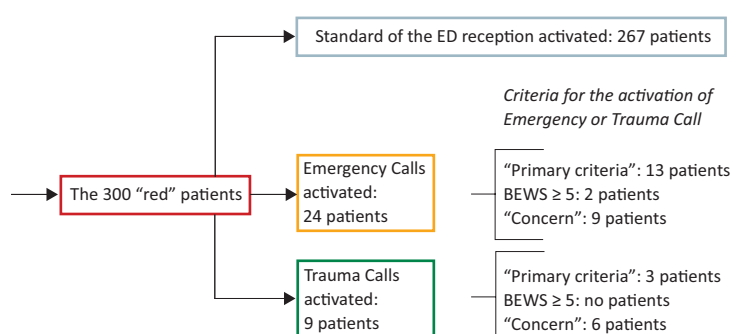 Standard of the ED reception activated: 267 patients
Criteria for the activation of
Emergency or Trauma Call
The 300 “red” patients
Emergency Calls
activated:
24 patients
“Primary criteria”: 13 patients
BEWS ≥ 5: 2 patients
“Concern”: 9 patients
Trauma Calls
activated:
9 patients
“Primary criteria”: 3 patients
BEWS ≥ 5: no patients
“Concern”: 6 patients